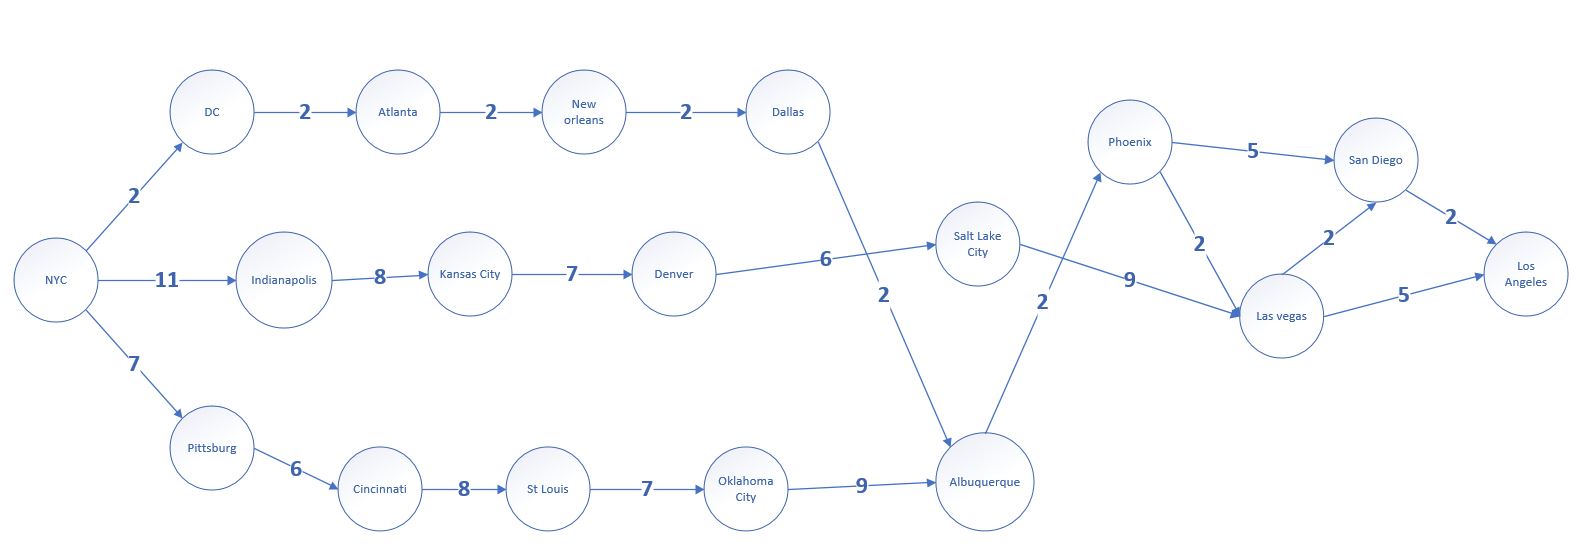 DC
2
Atlanta
2
New
orleans
2
Dallas
Phoenix
5
San Diego
2
2
NYC
11
Indianapolis
8
Kansas City
7
Denver
6
Salt Lake
City
2
2
9
2
2
Las vegas
5
Los
Angeles
7
Pittsburg
6
Cincinnati
8
St Louis
7
Oklahoma
City
9
Albuquerque